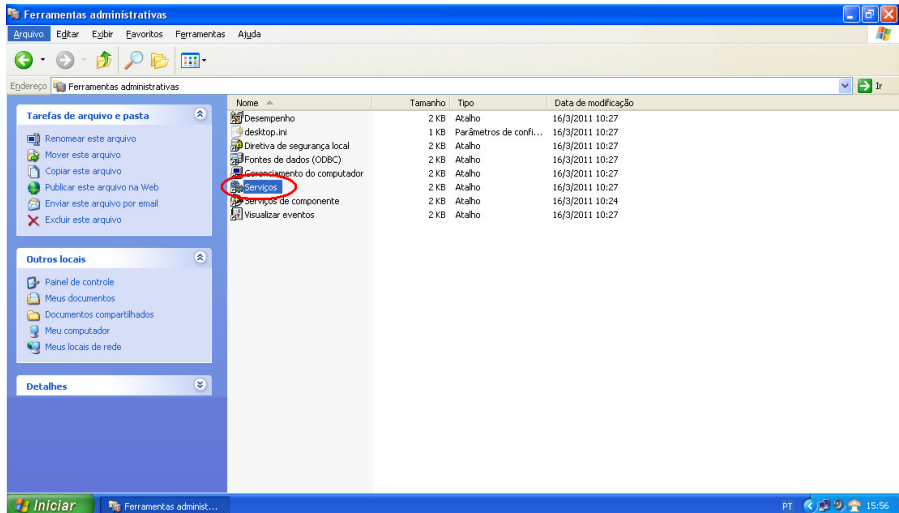 Ferramentas administrativas
Arquivo Editar Exibir Favoritos Ferramentas Ajuda
Endereço Ferramentas administrativas Ir
Tarefas de arquivo e pasta
Renomear este arquivo
Mover este arquivo
Copiar este arquivo
Publicar este arquivo na Web
Enviar este arquivo por email
Excluir este arquivo
Outros locais
Painel de controle
Meus documentos
Documentos compartilhados
Meu computador
Meus locais de rede
Detalhes
Nome Tamanho Tipo Data de modificação
Desempenho 2 KB Atalho 16/3/2011 10:27
desktop.ini 1 KB Parâmetros de confi... 16/3/2011 10:27
Diretiva de segurança local 2 KB Atalho 16/3/2011 10:27
Fontes de dados (ODBC) 2 KB Atalho 16/3/2011 10:27
Gerenciamento do computador 2 KB Atalho 16/3/2011 10:27
Serviços 2 KB Atalho 16/3/2011 10:27
Serviços de componente 2 KB Atalho 16/3/2011 10:24
Visualizar eventos 2 KB Atalho 16/3/2011 10:27
Iniciar Ferramentas administ... PT 15:56